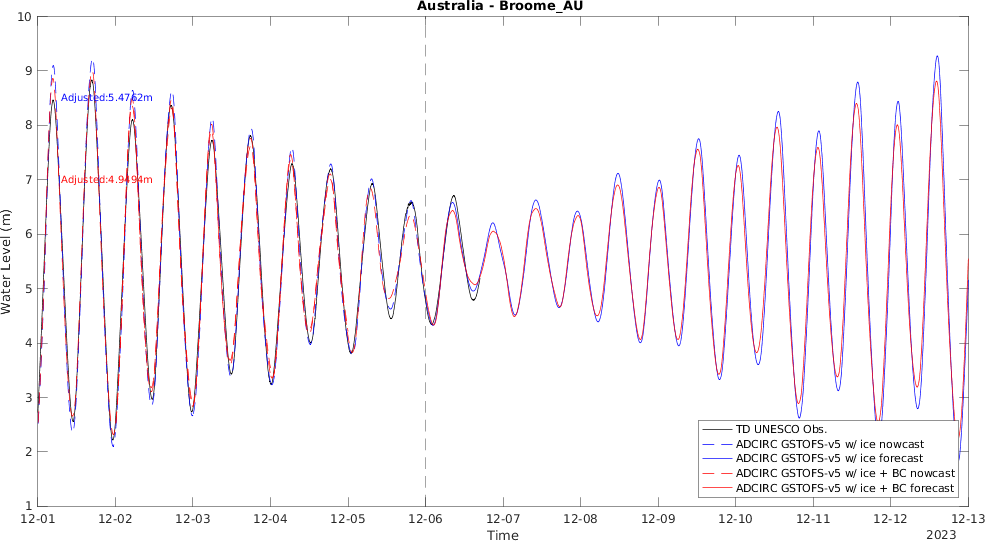 Australia - Broome_AU
10
9
8
7
6
5
4
3
2
1
Water Level (m)
Adjusted:5.4762m
Adjusted:4.9494m
TD UNESCO Obs.
ADCIRC GSTOFS-v5 w/ ice nowcast
ADCIRC GSTOFS-v5 w/ ice forecast
ADCIRC GSTOFS-v5 w/ ice + BC nowcast
ADCIRC GSTOFS-v5 w/ ice + BC forecast
12-01 12-02 12-03 12-04 12-05 12-06 12-07 12-08 12-09 12-10 12-11 12-12 12-13
Time
2023